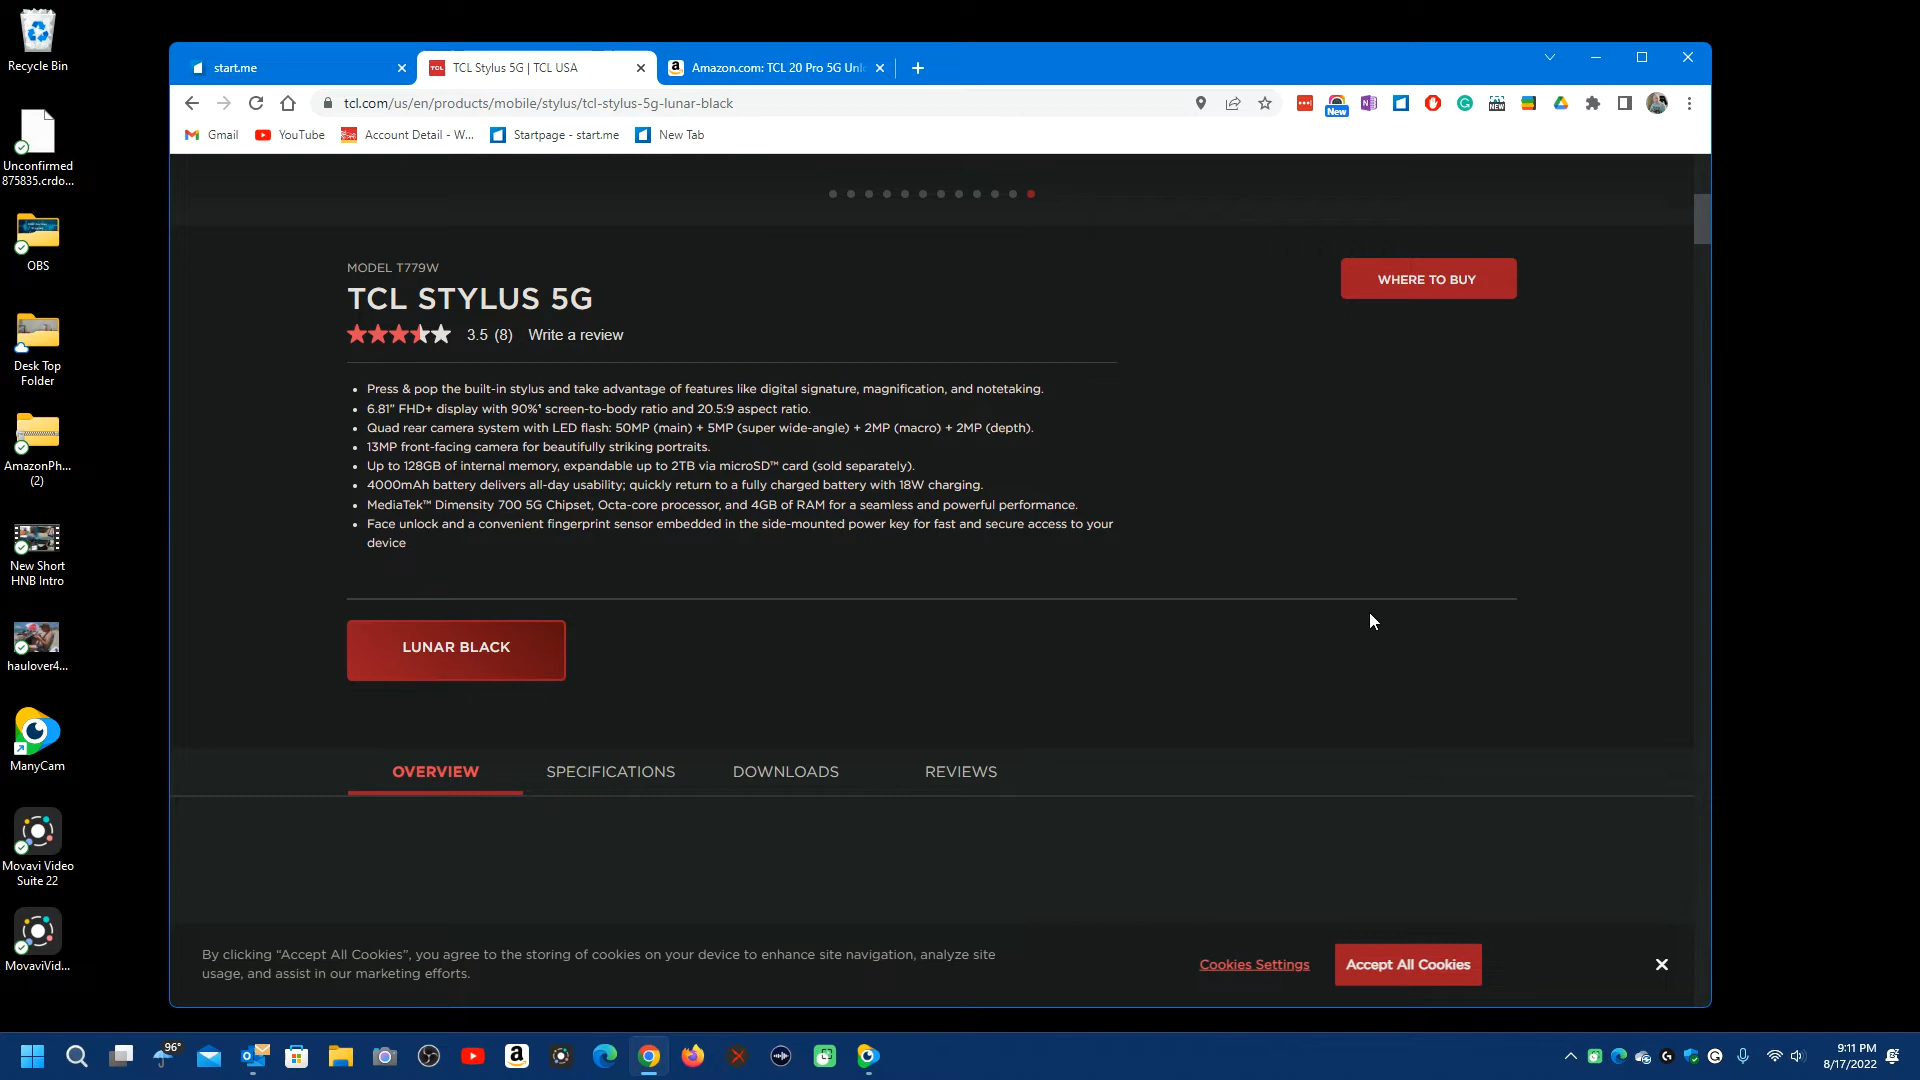 Recycle Bin
Unconfirmed
875835.crdo...
OBS
Desk Top
Folder
AmazonPh...
(2)
New Short
HNB Intro
haulover4...
ManyCam
Movavi Video
Suite 22
MovaviVid...
start.me
TCL Stylus 5G | TCL USA
Amazon.com: TCL 20 Pro 5G Unl
tcl.com/us/en/products/mobile/stylus/tcl-stylus-5g-lunar-black
New
NEW
Gmail
YouTube
Account Detail - W...
Startpage - start.me
New Tab
MODEL T779W
TCL STYLUS 5G
3.5 (8) Write a review
WHERE TO BUY
• Press & pop the built-in stylus and take advantage of features like digital signature, magnification, and notetaking.
• 6.81” FHD+ display with 90%¹ screen-to-body ratio and 20.5:9 aspect ratio.
• Quad rear camera system with LED flash: 50MP (main) + 5MP (super wide-angle) + 2MP (macro) + 2MP (depth).
• 13MP front-facing camera for beautifully striking portraits.
• Up to 128GB of internal memory, expandable up to 2TB via microSD™ card (sold separately).
• 4000mAh battery delivers all-day usability; quickly return to a fully charged battery with 18W charging.
• MediaTek™ Dimensity 700 5G Chipset, Octa-core processor, and 4GB of RAM for a seamless and powerful performance.
• Face unlock and a convenient fingerprint sensor embedded in the side-mounted power key for fast and secure access to your
device
LUNAR BLACK
OVERVIEW
SPECIFICATIONS
DOWNLOADS
REVIEWS
By clicking “Accept All Cookies”, you agree to the storing of cookies on your device to enhance site navigation, analyze site
usage, and assist in our marketing efforts.
Cookies Settings
Accept All Cookies
96°
9:11 PM
8/17/2022